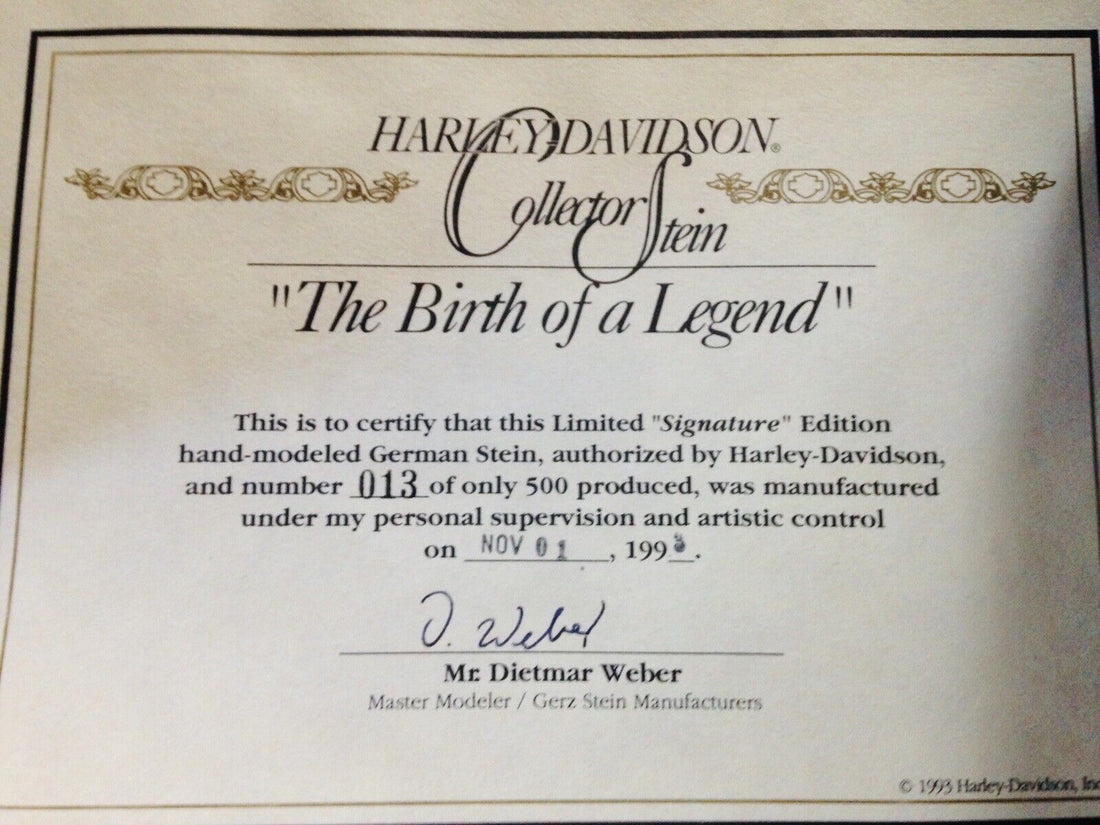 HARLEY-DAVIDSON®
Collector Stein
"The Birth of a Legend"
This is to certify that this Limited "Signature" Edition
hand-modeled German Stein, authorized by Harley-Davidson,
and number 013 of only 500 produced, was manufactured
under my personal supervision and artistic control
on NOV 01, 1993.
D. Weber
Mr. Dietmar Weber
Master Modeler / Gerz Stein Manufacturers
© 1993 Harley-Davidson, Inc